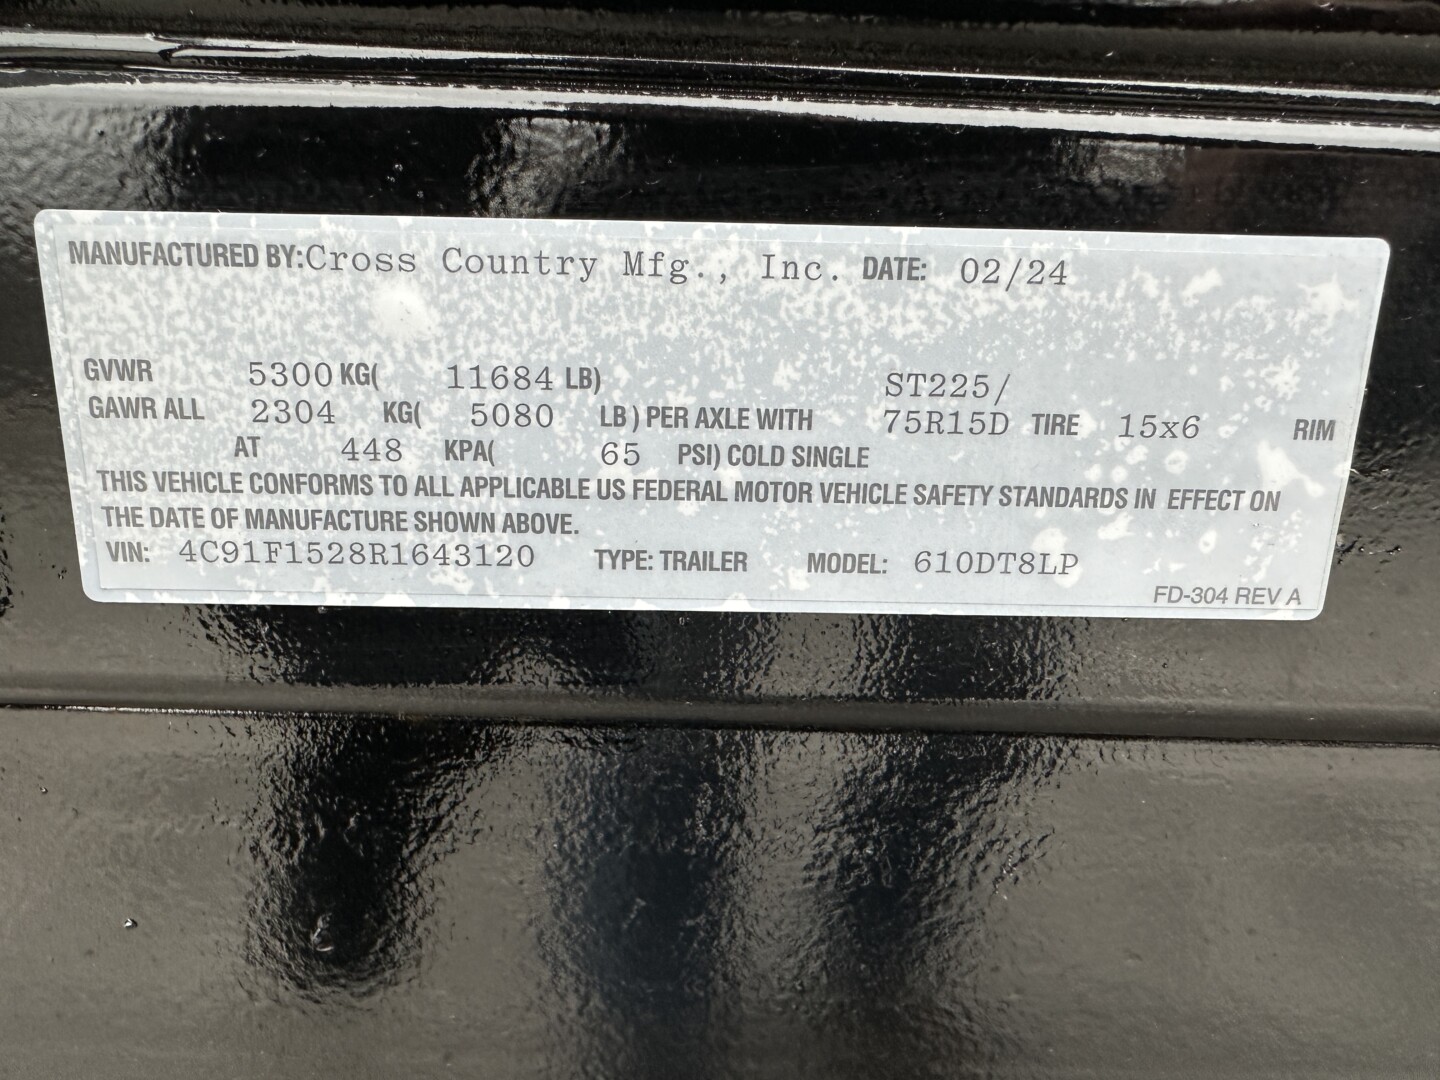 MANUFACTURED BY:Cross Country Mfg., Inc. DATE: 02/24
GVWR 5300 KG( 11684 LB) ST225/
GAWR ALL 2304 KG( 5080 LB) PER AXLE WITH 75R15D TIRE 15x6 RIM
AT 448 KPA( 65 PSI) COLD SINGLE
THIS VEHICLE CONFORMS TO ALL APPLICABLE US FEDERAL MOTOR VEHICLE SAFETY STANDARDS IN EFFECT ON
THE DATE OF MANUFACTURE SHOWN ABOVE.
VIN: 4C91F1528R1643120 TYPE: TRAILER MODEL: 610DT8LP
FD-304 REV A